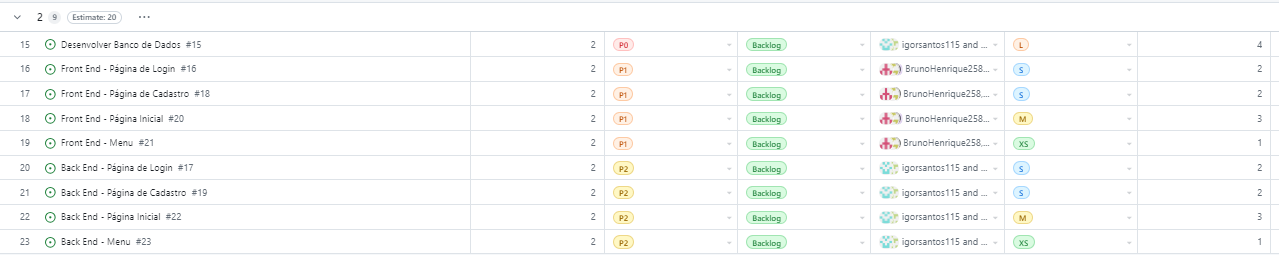 2 9 Estimate: 20 ...
15 Desenvolver Banco de Dados #15 2 P0 Backlog igorsantos115 and ... L 4
16 Front End - Página de Login #16 2 P1 Backlog BrunoHenrique258... S 2
17 Front End - Página de Cadastro #18 2 P1 Backlog BrunoHenrique258,... S 2
18 Front End - Página Inicial #20 2 P1 Backlog BrunoHenrique258... M 3
19 Front End - Menu #21 2 P1 Backlog BrunoHenrique258,... XS 1
20 Back End - Página de Login #17 2 P2 Backlog igorsantos115 and ... S 2
21 Back End - Página de Cadastro #19 2 P2 Backlog igorsantos115 and ... S 2
22 Back End - Página Inicial #22 2 P2 Backlog igorsantos115 and ... M 3
23 Back End - Menu #23 2 P2 Backlog igorsantos115 and ... XS 1